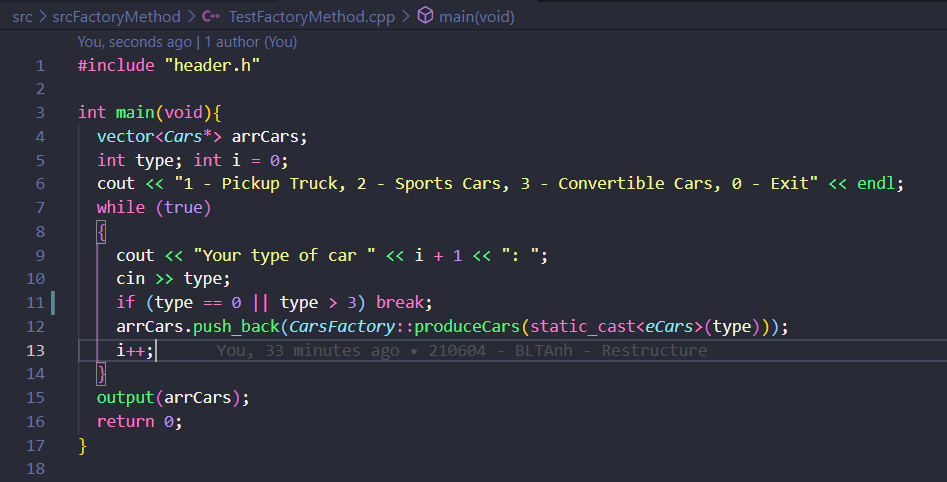 src > srcFactoryMethod > C++ TestFactoryMethod.cpp > main(void)
You, seconds ago | 1 author (You)
1 #include "header.h"
2
3 int main(void){
4 vector<Cars*> arrCars;
5 int type; int i = 0;
6 cout << "1 - Pickup Truck, 2 - Sports Cars, 3 - Convertible Cars, 0 - Exit" << endl;
7 while (true)
8 {
9 cout << "Your type of car " << i + 1 << ": ";
10 cin >> type;
11 if (type == 0 || type > 3) break;
12 arrCars.push_back(CarsFactory::produceCars(static_cast<eCars>(type)));
13 i++; You, 33 minutes ago • 210604 - BLTAnh - Restructure
14 }
15 output(arrCars);
16 return 0;
17 }
18